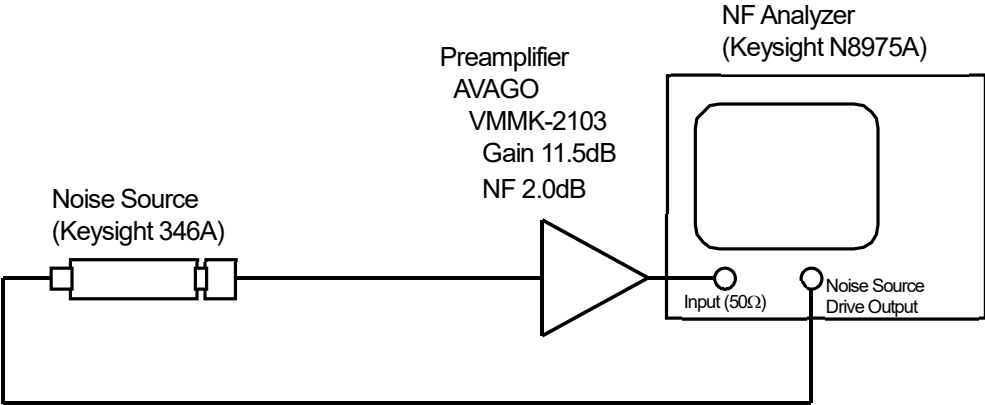 NF Analyzer
(Keysight N8975A)
Preamplifier
AVAGO
VMMK-2103
Gain 11.5dB
NF 2.0dB
Noise Source
(Keysight 346A)
Input (50Ω)
Noise Source
Drive Output